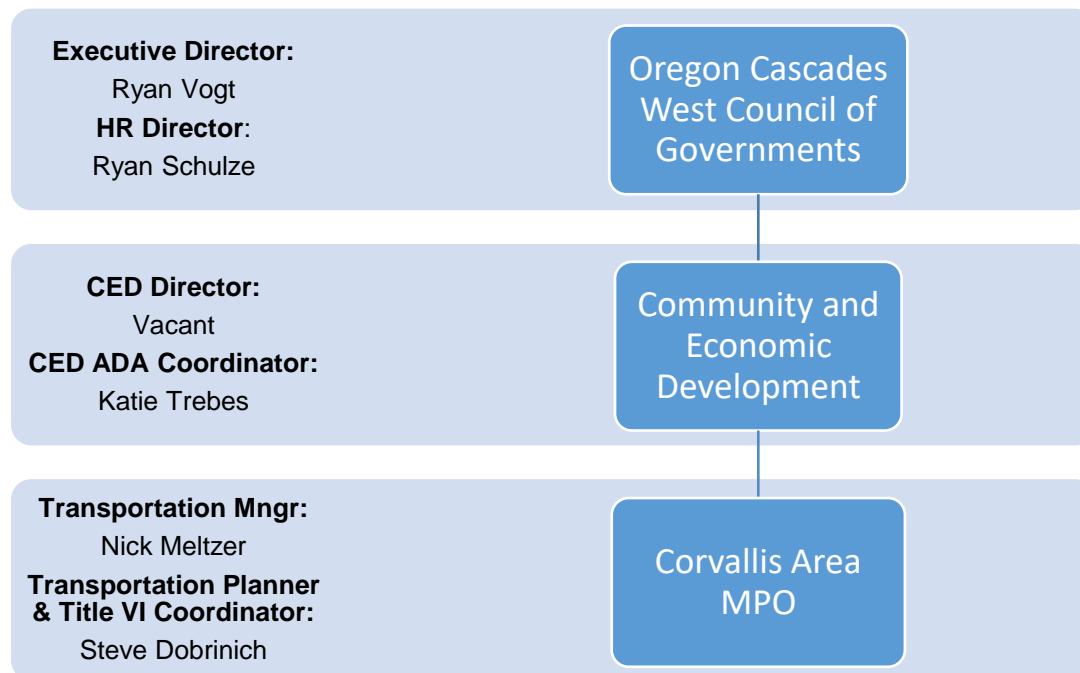 Executive Director:
Ryan Vogt
HR Director:
Ryan Schulze
Oregon Cascades
West Council of
Governments
CED Director:
Vacant
CED ADA Coordinator:
Katie Trebes
Community and
Economic
Development
Transportation Mngr:
Nick Meltzer
Transportation Planner
& Title VI Coordinator:
Steve Dobrinich
Corvallis Area
MPO